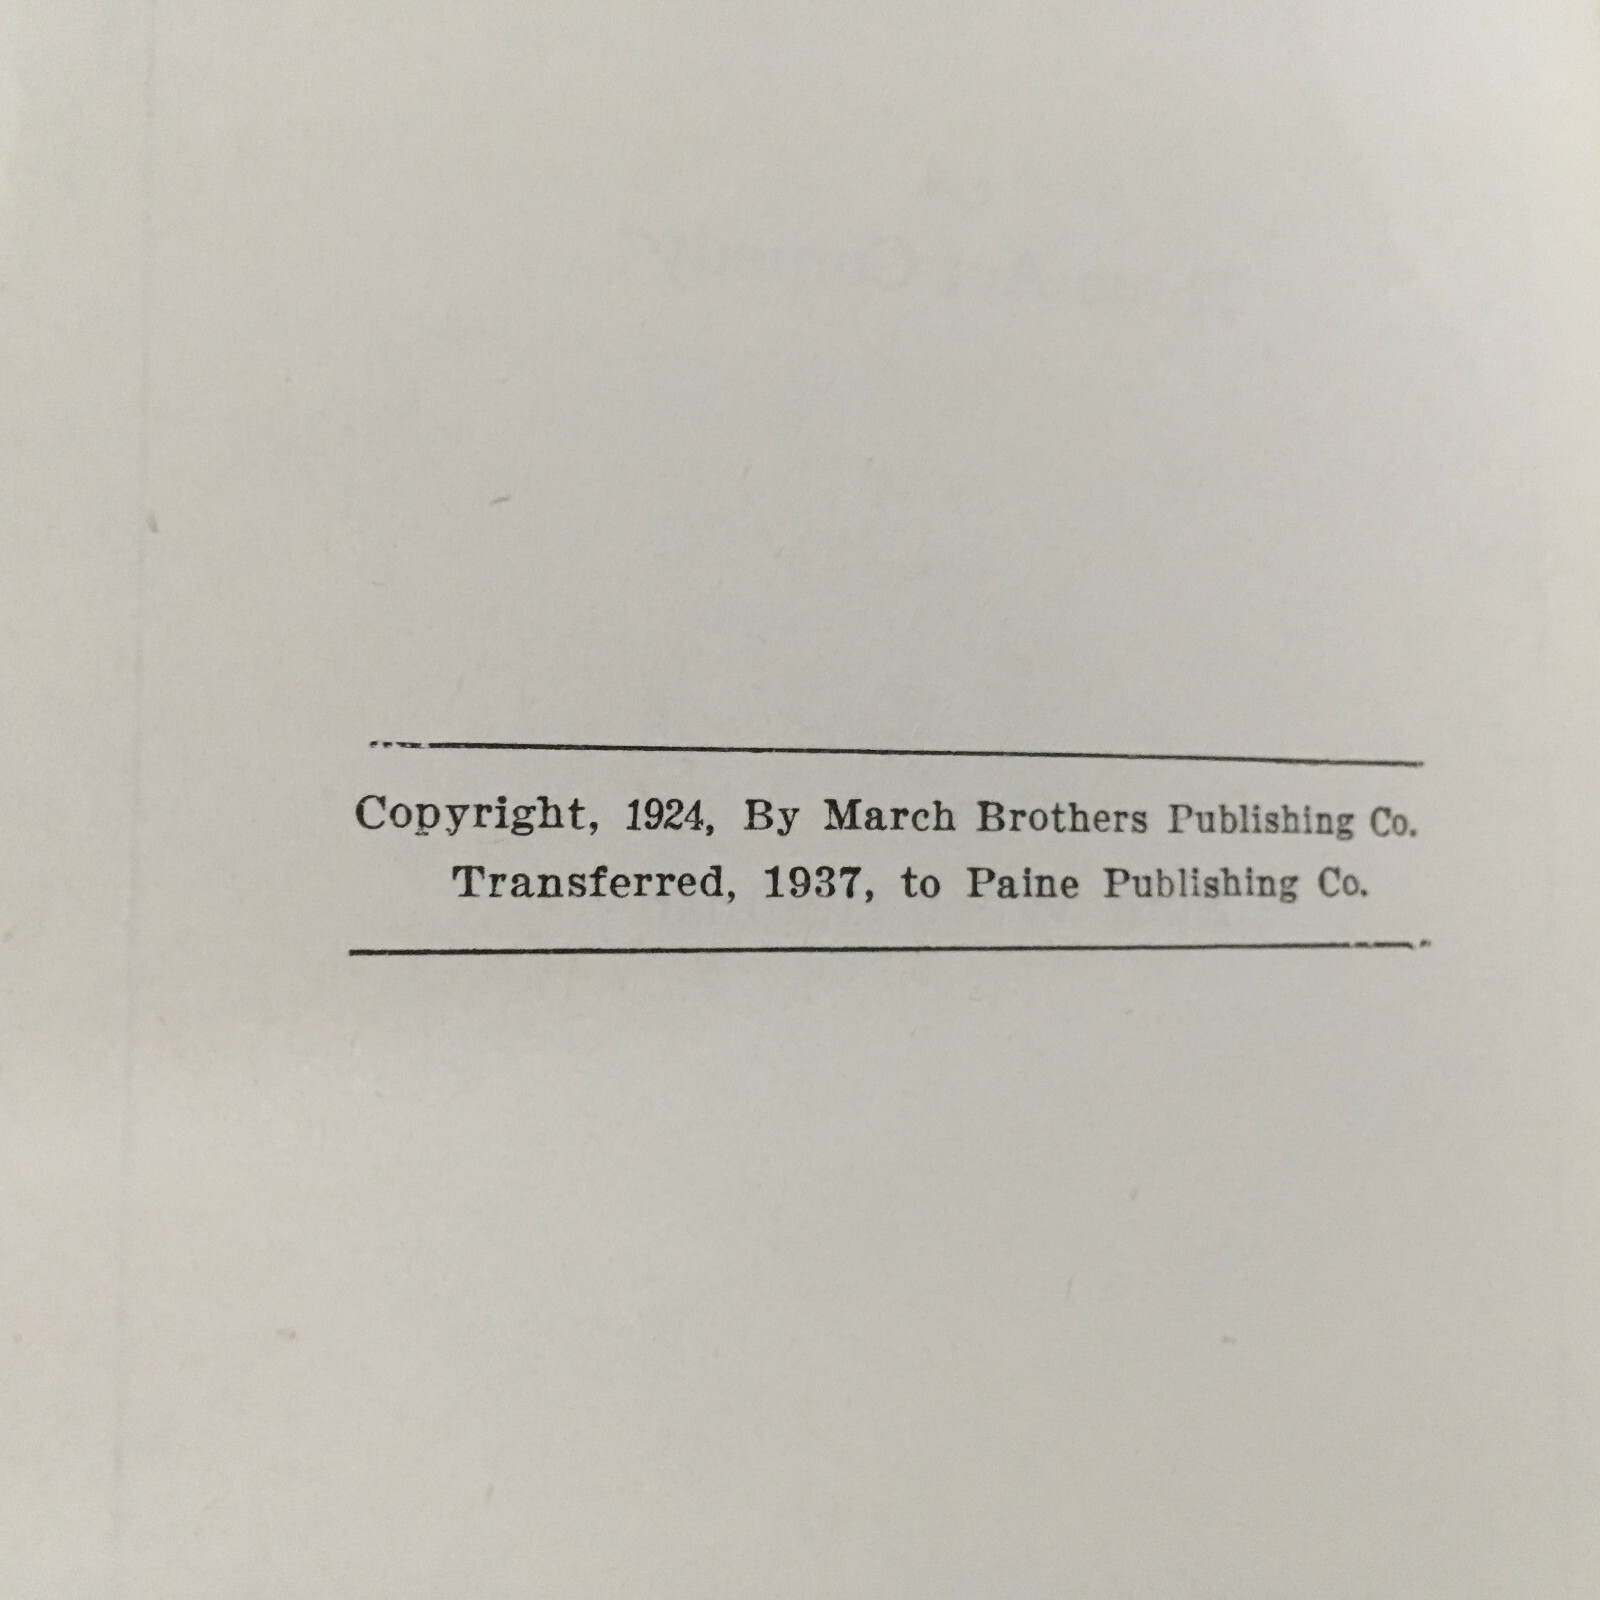 Copyright, 1924, By March Brothers Publishing Co.
Transferred, 1937, to Paine Publishing Co.